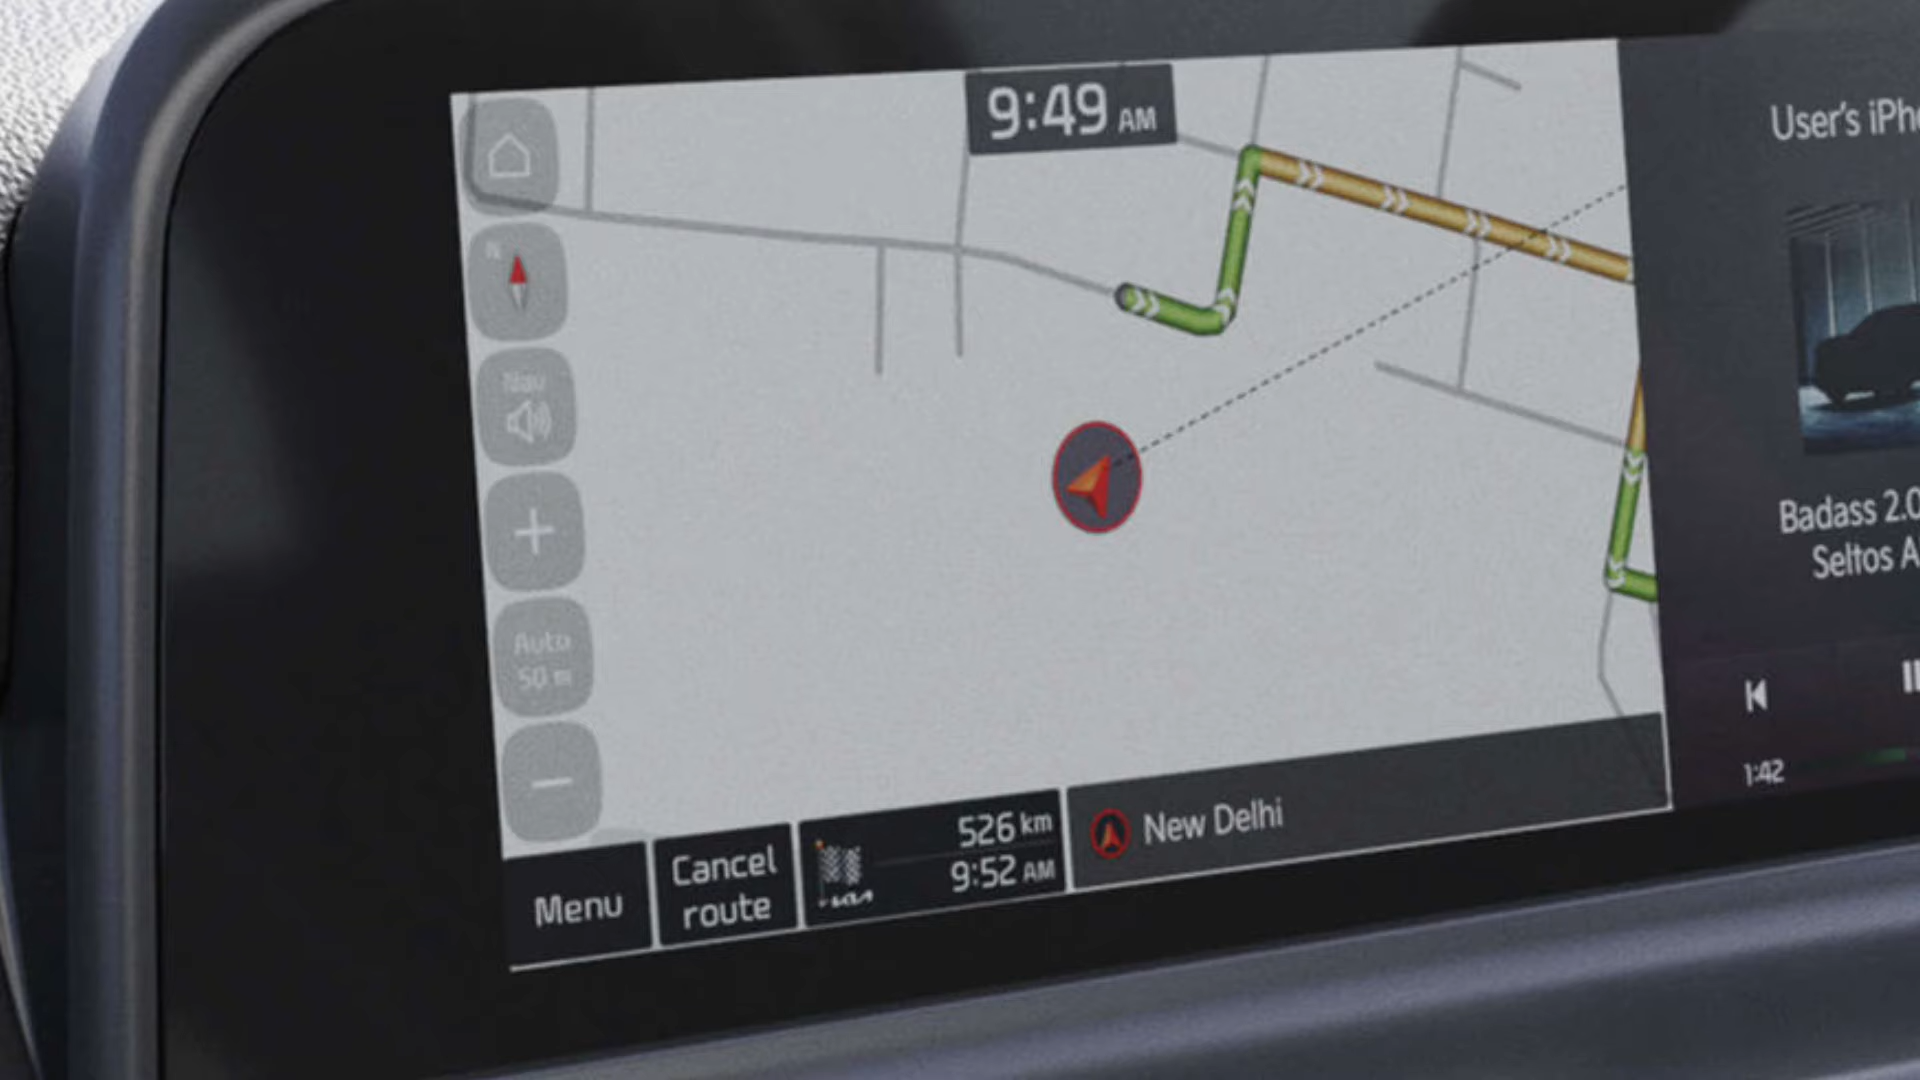 9:49 AM
User's
N
Nav
Auto
50 m
Badass 2.0
Seltos
1:42
526 km
9:52 AM
New Delhi
Cancel
route
Menu